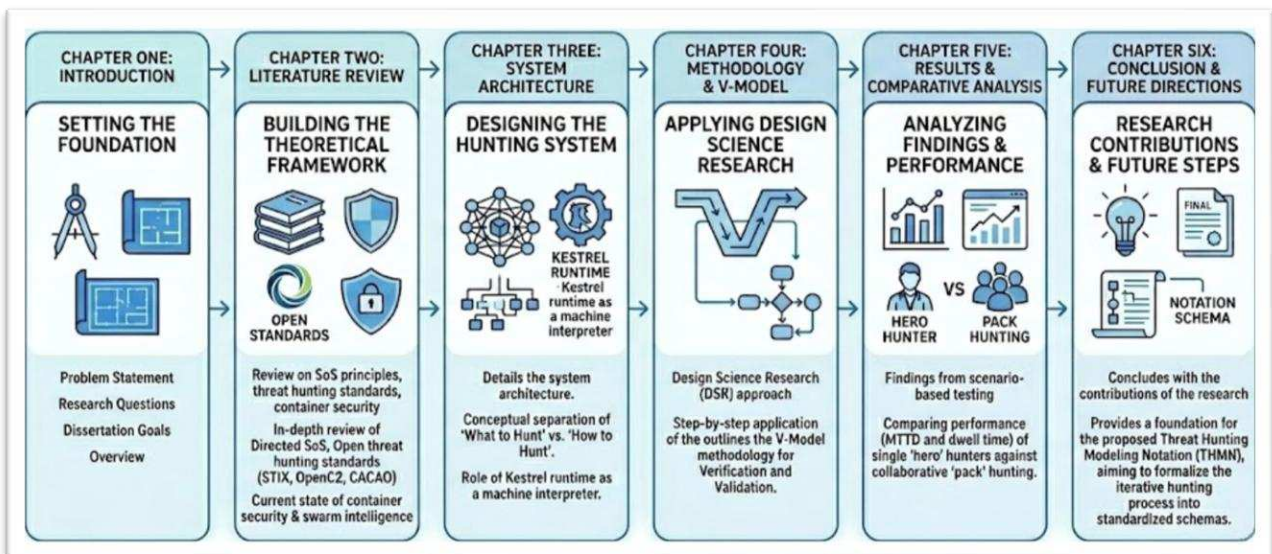 CHAPTER ONE:
INTRODUCTION
SETTING THE
FOUNDATION
Problem Statement
Research Questions
Dissertation Goals
Overview
CHAPTER TWO:
LITERATURE REVIEW
BUILDING THE
THEORETICAL
FRAMEWORK
OPEN
STANDARDS
Review on SoS principles,
threat hunting standards,
container security
In-depth review of
Directed SoS, Open threat
hunting standards
(STIX, OpenC2, CACAO)
Current state of container
security & swarm intelligence
CHAPTER THREE:
SYSTEM
ARCHITECTURE
DESIGNING THE
HUNTING SYSTEM
KESTREL
RUNTIME
- Kestrel
runtime as
a machine
interpreter
Details the system
architecture.
Conceptual separation of
'What to Hunt' vs. 'How to
Hunt'.
Role of Kestrel runtime as
a machine interpreter.
CHAPTER FOUR:
METHODOLOGY
& V-MODEL
APPLYING DESIGN
SCIENCE
RESEARCH
Design Science Research
(DSR) approach
Step-by-step application
of the outlines the V-Model
methodology for
Verification and
Validation.
CHAPTER FIVE:
RESULTS &
COMPARATIVE ANALYSIS
ANALYZING
FINDINGS &
PERFORMANCE
HERO
HUNTER
VS
PACK
HUNTING
Findings from scenario-
based testing
Comparing performance
(MTTD and dwell time) of
single 'hero' hunters against
collaborative 'pack' hunting.
CHAPTER SIX:
CONCLUSION &
FUTURE DIRECTIONS
RESEARCH
CONTRIBUTIONS
& FUTURE STEPS
FINAL
NOTATION
SCHEMA
Concludes with the
contributions of the research
Provides a foundation for
the proposed Threat Hunting
Modeling Notation (THMN),
aiming to formalize the
iterative hunting
process into
standardized schemas.